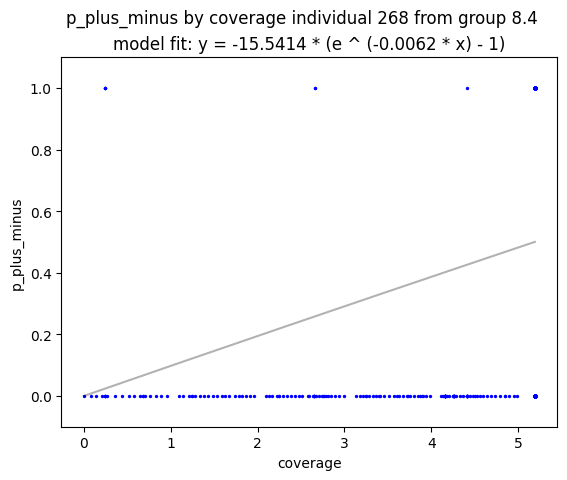 p_plus_minus by coverage individual 268 from group 8.4
model fit: y = -15.5414 * (e ^ (-0.0062 * x) - 1)
1.0
0.8
0.6
0.4
0.2
0.0
p_plus_minus
0 1 2 3 4 5
coverage